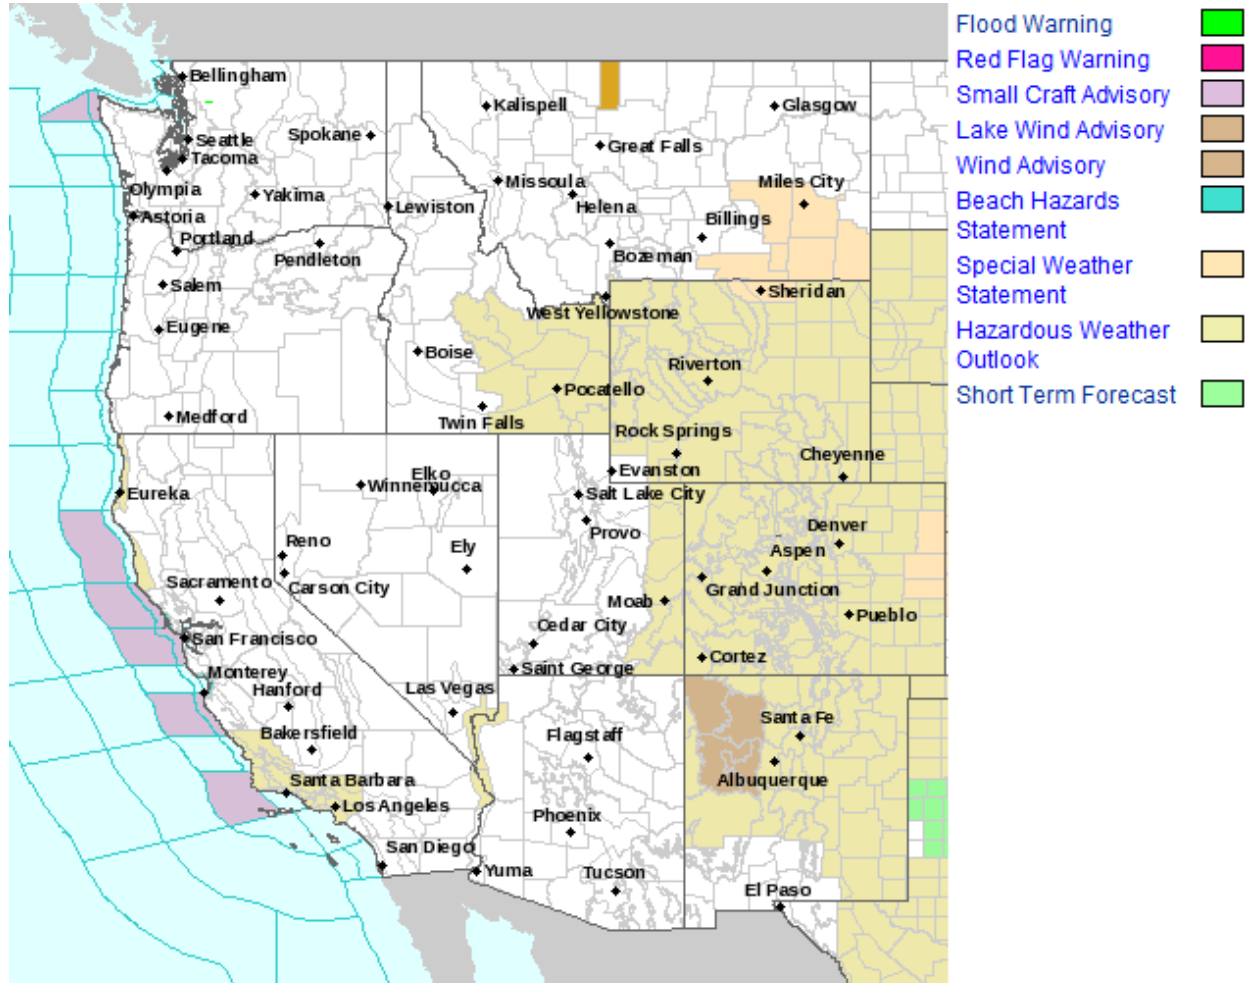 Bellingham
Kalispell
Glasgow
Seattle
Spokane
Great Falls
Tacoma
Olympia
Yakima
Missoula
Miles City
Lewiston
Helena
Astoria
Billings
Portland
Pendleton
Bozeman
Salem
West Yellowstone
Sheridan
Eugene
Boise
Riverton
Pocatello
Medford
Twin Falls
Rock Springs
Cheyenne
Elko
Evanston
Eureka
Winnemucca
Salt Lake City
Provo
Denver
Reno
Ely
Aspen
Sacramento
Carson City
Grand Junction
Moab
Pueblo
San Francisco
Cedar City
Monterey
Saint George
Cortez
Hanford
Las Vegas
Bakersfield
Flagstaff
Santa Fe
Santa Barbara
Albuquerque
Los Angeles
Phoenix
San Diego
Yuma
Tucson
El Paso
Flood Warning
Red Flag Warning
Small Craft Advisory
Lake Wind Advisory
Wind Advisory
Beach Hazards
Statement
Special Weather
Statement
Hazardous Weather
Outlook
Short Term Forecast